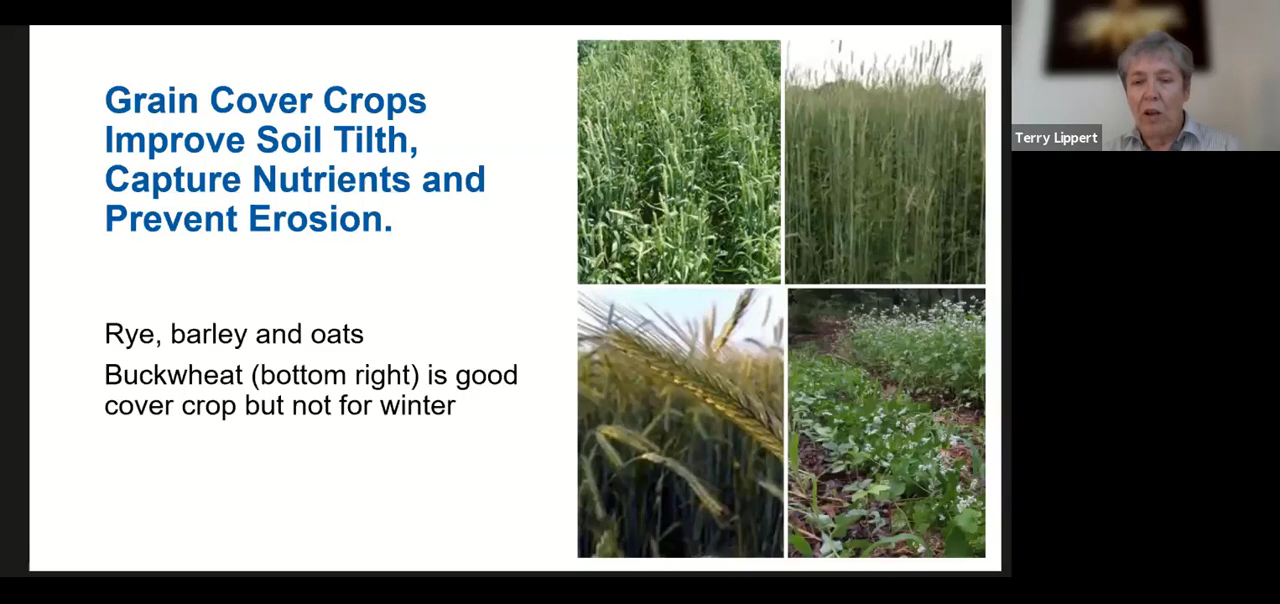 Grain Cover Crops
Improve Soil Tilth,
Capture Nutrients and
Prevent Erosion.
Rye, barley and oats
Buckwheat (bottom right) is good
cover crop but not for winter
Terry Lippert